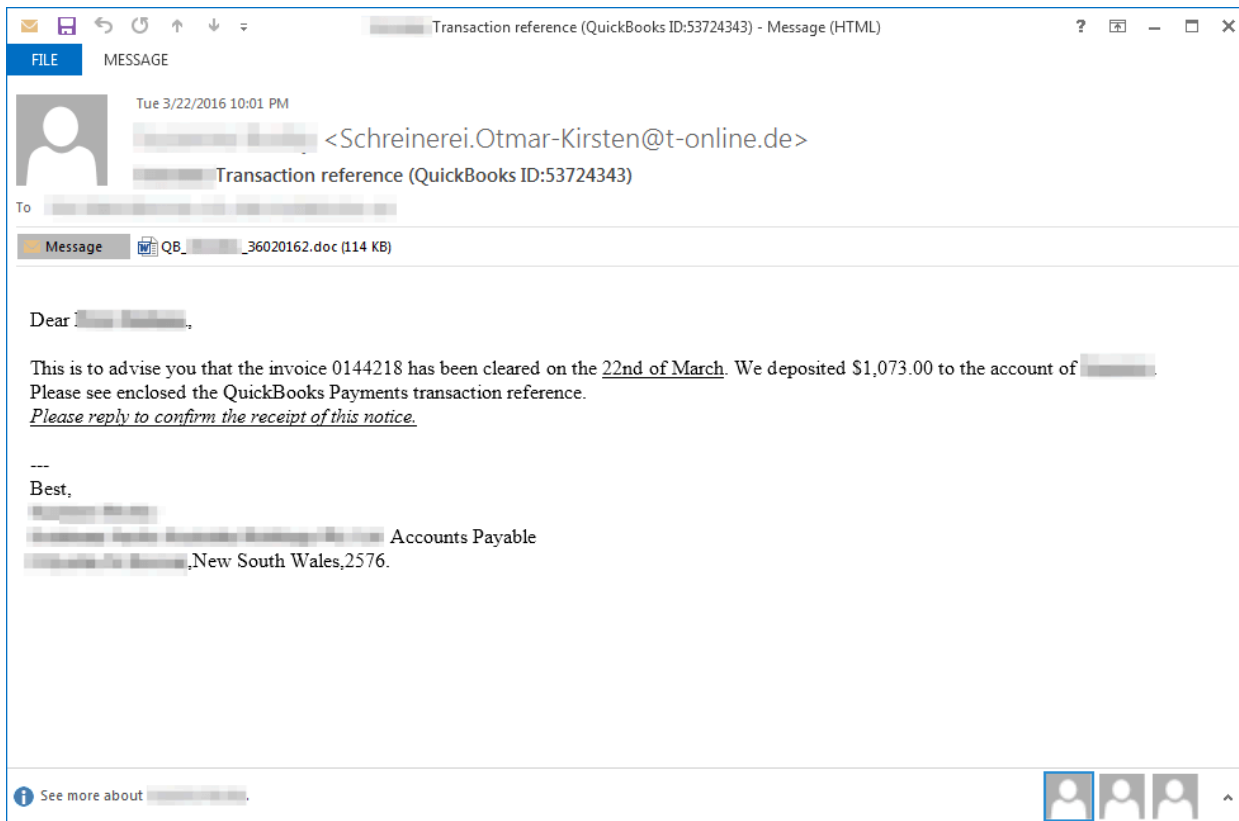 Transaction reference (QuickBooks ID:53724343) - Message (HTML)
FILE MESSAGE
Tue 3/22/2016 10:01 PM
<Schreinerei.Otmar-Kirsten@t-online.de>
Transaction reference (QuickBooks ID:53724343)
To
Message QB_ _36020162.doc (114 KB)
Dear ,
This is to advise you that the invoice 0144218 has been cleared on the 22nd of March. We deposited $1,073.00 to the account of .
Please see enclosed the QuickBooks Payments transaction reference.
Please reply to confirm the receipt of this notice.
---
Best,
Accounts Payable
,New South Wales,2576.
See more about .